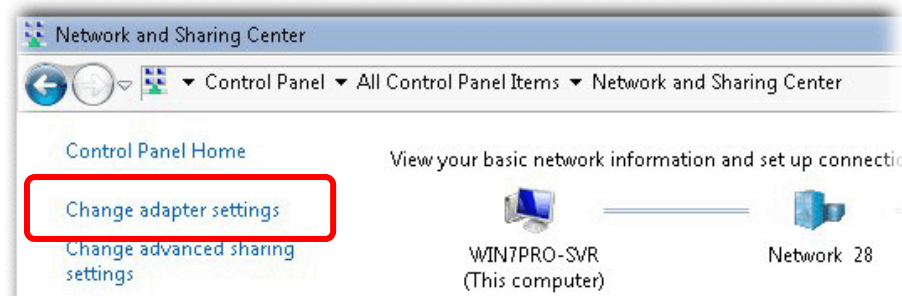 Network and Sharing Center
Control Panel All Control Panel Items Network and Sharing Center
Control Panel Home
View your basic network information and set up
Change adapter settings
Change advanced sharing
settings
WIN7PRO-SVR
(This computer)
Network 28